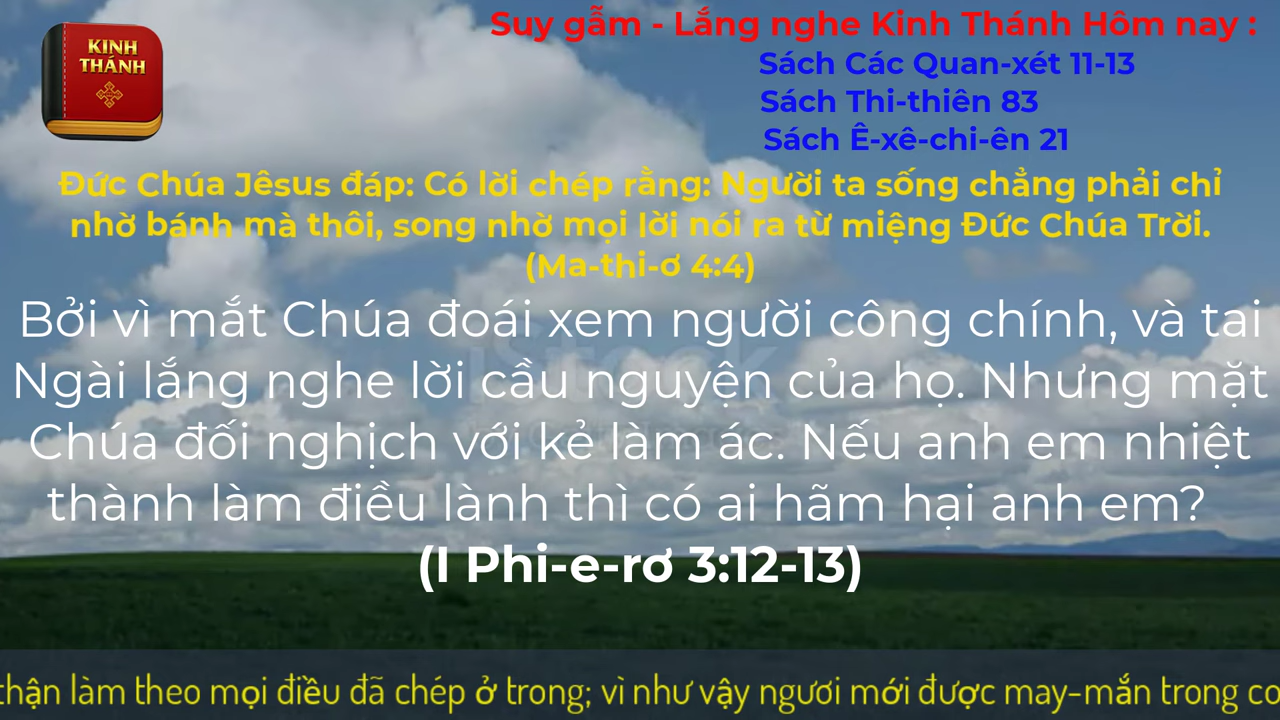 KINH
THÁNH
Suy gẫm - Lắng nghe Kinh Thánh Hôm nay :
Sách Các Quan-xét 11-13
Sách Thi-thiên 83
Sách Ê-xê-chi-ên 21
Đức Chúa Jêsus đáp: Có lời chép rằng: Người ta sống chẳng phải chỉ
nhờ bánh mà thôi, song nhờ mọi lời nói ra từ miệng Đức Chúa Trời.
(Ma-thi-ơ 4:4)
Bởi vì mắt Chúa đoái xem người công chính, và tai
Ngài lắng nghe lời cầu nguyện của họ. Nhưng mặt
Chúa đối nghịch với kẻ làm ác. Nếu anh em nhiệt
thành làm điều lành thì có ai hãm hại anh em?
(I Phi-e-rơ 3:12-13)
thận làm theo mọi điều đã chép ở trong; vì như vậy ngươi mới được may-mắn trong co